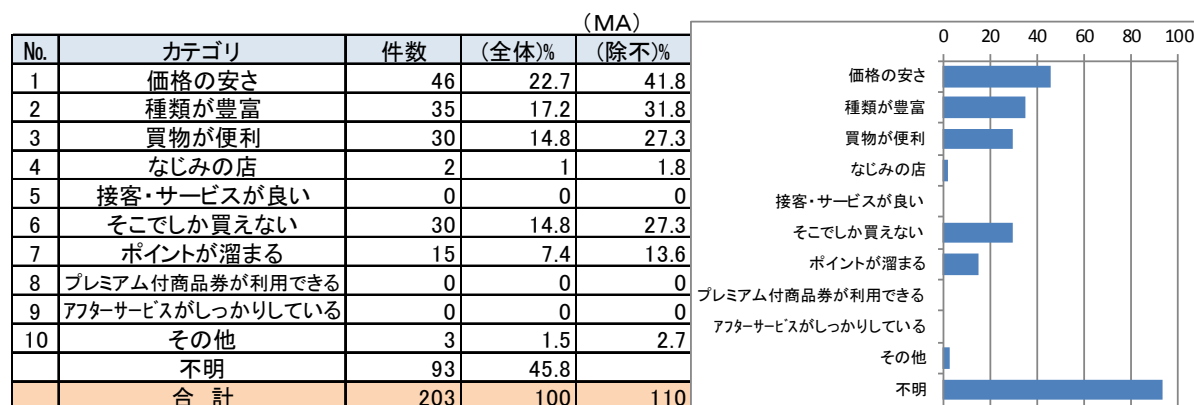 (MA)
No. カテゴリ 件数 (全体)% (除不)%
1 価格の安さ 46 22.7 41.8
2 種類が豊富 35 17.2 31.8
3 買物が便利 30 14.8 27.3
4 なじみの店 2 1 1.8
5 接客・サービスが良い 0 0 0
6 そこでしか買えない 30 14.8 27.3
7 ポイントが溜まる 15 7.4 13.6
8 プレミアム付商品券が利用できる 0 0 0
9 アフターサービスがしっかりしている 0 0 0
10 その他 3 1.5 2.7
不明 93 45.8
合 計 203 100 110
0 20 40 60 80 100
価格の安さ
種類が豊富
買物が便利
なじみの店
接客・サービスが良い
そこでしか買えない
ポイントが溜まる
プレミアム付商品券が利用できる
アフターサービスがしっかりしている
その他
不明